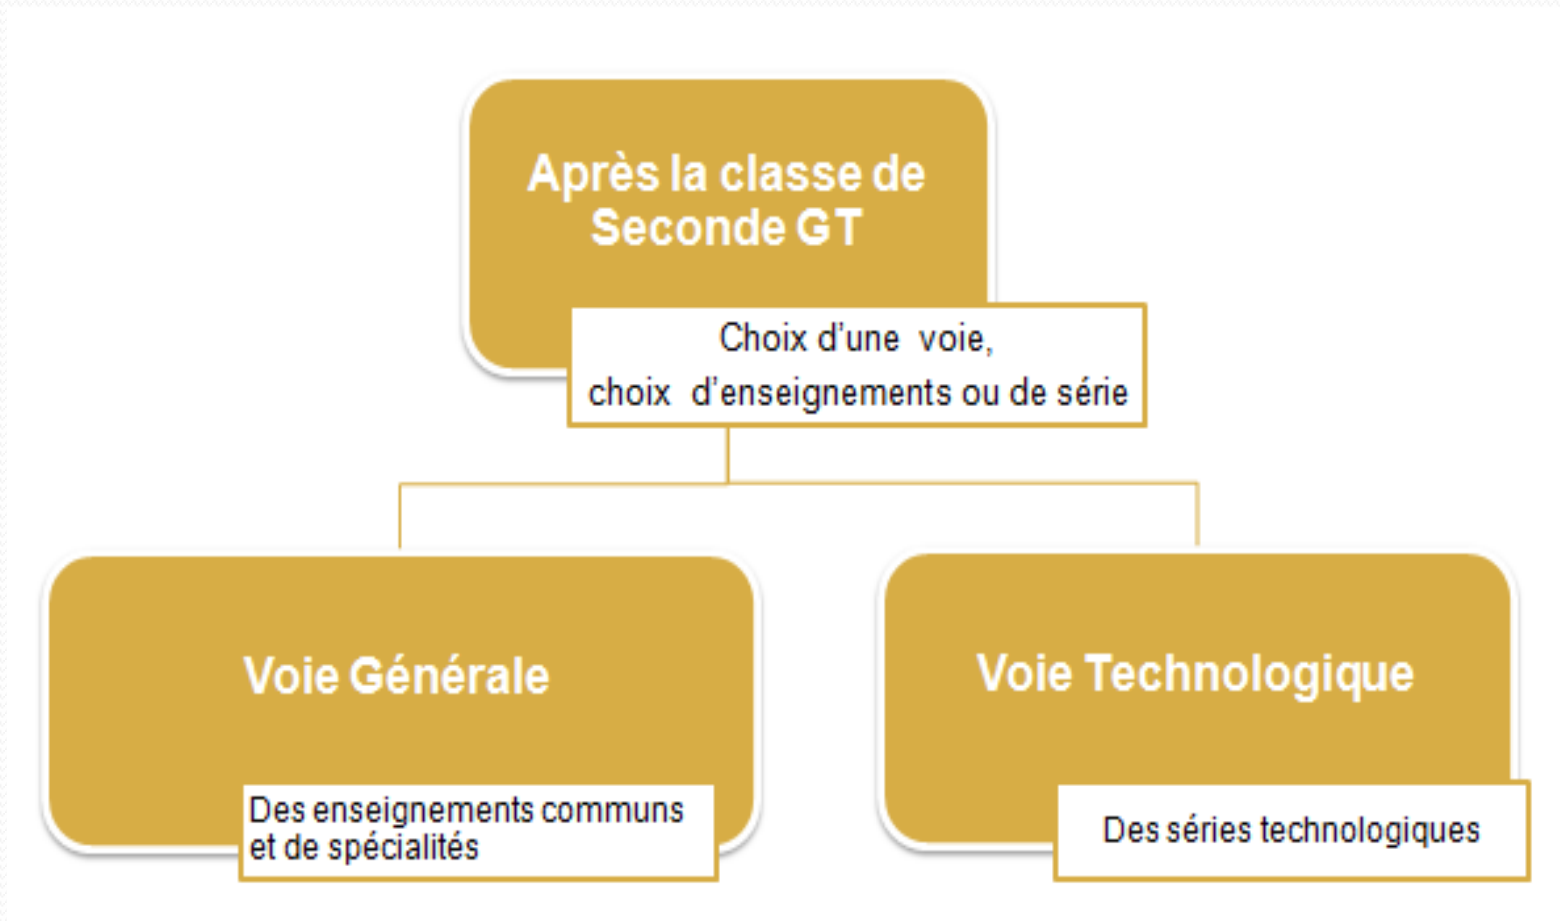 Après la classe de
Seconde GT
Choix d’une voie,
choix d’enseignements ou de série
Voie Générale
Des enseignements communs
et de spécialités
Voie Technologique
Des séries technologiques